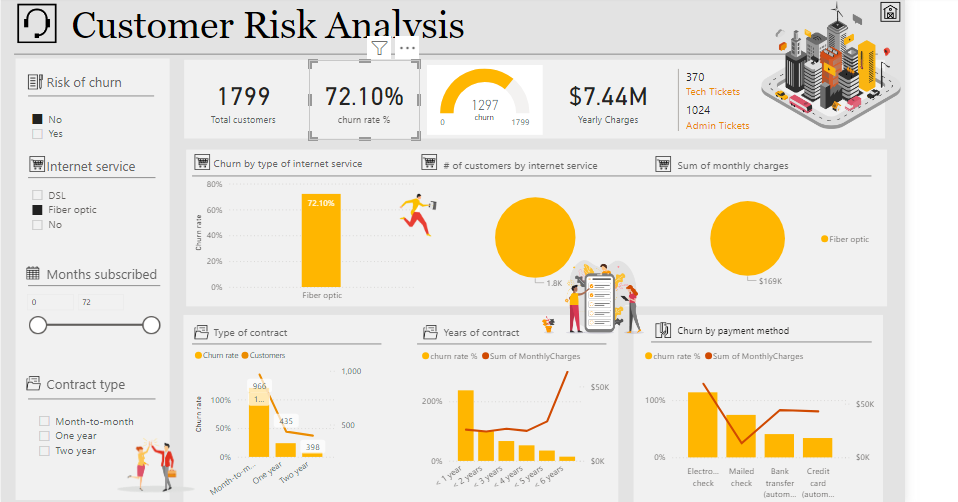 Customer Risk Analysis
Risk of churn
No
Yes
Internet service
DSL
Fiber optic
No
Months subscribed
0
72
Contract type
Month-to-month
One year
Two year
1799
Total customers
72.10%
churn rate %
1297
churn
0
1799
$7.44M
Yearly Charges
370
Tech Tickets
1024
Admin Tickets
Churn by type of internet service
80%
60%
40%
20%
0%
Churn rate
72.10%
Fiber optic
# of customers by internet service
1.8K
Sum of monthly charges
Fiber optic
$169K
Type of contract
Churn rate
Customers
1,000
500
100%
50%
0%
Churn rate
966
1...
435
398
Month-to-m...
One year
Two year
Years of contract
churn rate %
Sum of MonthlyCharges
200%
0%
$50K
$0K
< 1 year
< 2 years
< 3 years
< 4 years
< 5 years
< 6 years
Churn by payment method
churn rate %
Sum of MonthlyCharges
100%
0%
$50K
$0K
Electro...
check
Mailed
check
Bank
transfer
(autom...
Credit
card
(autom...